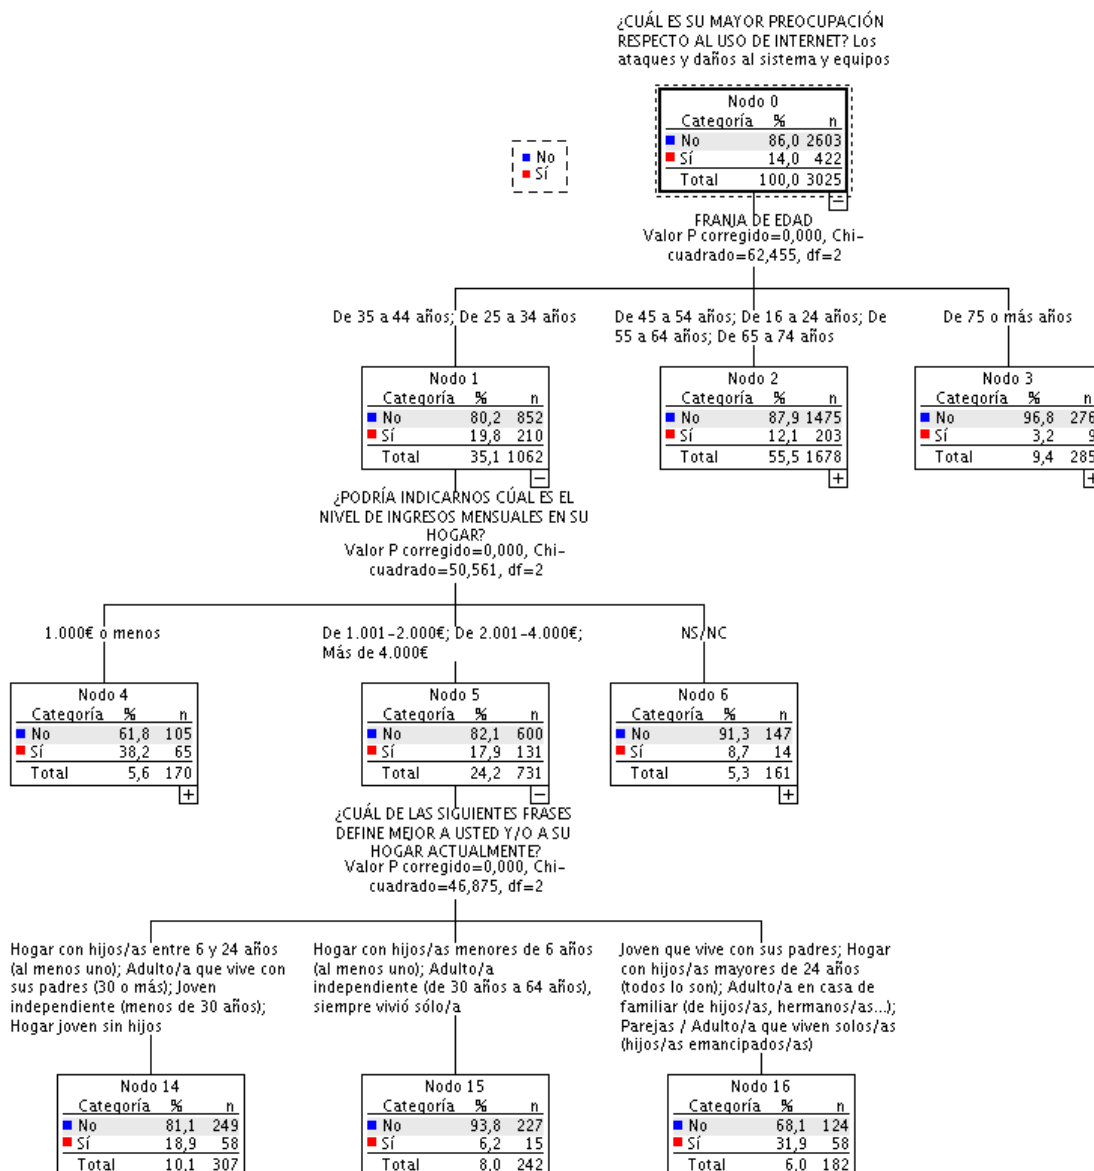 ¿CUÁL ES SU MAYOR PREOCUPACIÓN
RESPECTO AL USO DE INTERNET? Los
ataques y daños al sistema y equipos
Nodo 0
Categoría % n
No 86,0 2603
Sí 14,0 422
Total 100,0 3025
No
Sí
FRANJA DE EDAD
Valor P corregido=0,000, Chi-
cuadrado=62,455, df=2
De 35 a 44 años; De 25 a 34 años
De 45 a 54 años; De 16 a 24 años; De
55 a 64 años; De 65 a 74 años
De 75 o más años
Nodo 1
Categoría % n
No 80,2 852
Sí 19,8 210
Total 35,1 1062
Nodo 2
Categoría % n
No 87,9 1475
Sí 12,1 203
Total 55,5 1678
Nodo 3
Categoría % n
No 96,8 276
Sí 3,2 9
Total 9,4 285
¿PODRÍA INDICARNOS CÚAL ES EL
NIVEL DE INGRESOS MENSUALES EN SU
HOGAR?
Valor P corregido=0,000, Chi-
cuadrado=50,561, df=2
1.000€ o menos
De 1.001-2.000€; De 2.001-4.000€;
Más de 4.000€
NS/NC
Nodo 4
Categoría % n
No 61,8 105
Sí 38,2 65
Total 5,6 170
Nodo 5
Categoría % n
No 82,1 600
Sí 17,9 131
Total 24,2 731
Nodo 6
Categoría % n
No 91,3 147
Sí 8,7 14
Total 5,3 161
¿CUÁL DE LAS SIGUIENTES FRASES
DEFINE MEJOR A USTED Y/O A SU
HOGAR ACTUALMENTE?
Valor P corregido=0,000, Chi-
cuadrado=46,875, df=2
Hogar con hijos/as entre 6 y 24 años
(al menos uno); Adulto/a que vive con
sus padres (30 o más); Joven
independiente (menos de 30 años);
Hogar joven sin hijos
Hogar con hijos/as menores de 6 años
(al menos uno); Adulto/a
independiente (de 30 años a 64 años),
siempre vivió sólo/a
Joven que vive con sus padres; Hogar
con hijos/as mayores de 24 años
(todos lo son); Adulto/a en casa de
familiar (de hijos/as, hermanos/as...);
Parejas / Adulto/a que viven solos/as
(hijos/as emancipados/as)
Nodo 14
Categoría % n
No 81,1 249
Sí 18,9 58
Total 10,1 307
Nodo 15
Categoría % n
No 93,8 227
Sí 6,2 15
Total 8,0 242
Nodo 16
Categoría % n
No 68,1 124
Sí 31,9 58
Total 6,0 182